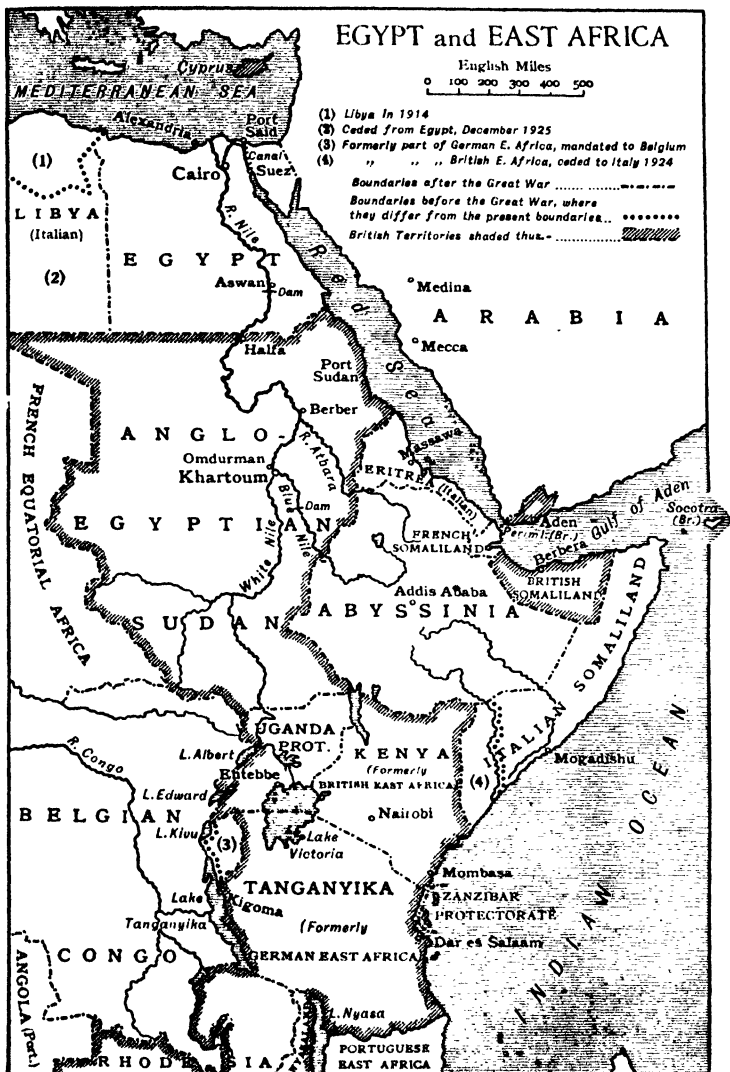 EGYPT and EAST AFRICA
English Miles
0 100 200 300 400 500
(1) Libya In 1914
(2) Ceded from Egypt, December 1925
(3) Formerly part of German E. Africa, mandated to Belgium
(4) " " " British E. Africa, ceded to Italy 1924
Boundaries after the Great War
Boundaries before the Great War, where
they differ from the present boundaries
British Territories shaded thus:-
Cyprus
MEDITERRANEAN SEA
Alexandria
Port
Said
Canal
Suez
Cairo
(1)
LIBYA
(Italian)
(2)
R. Nile
EGYPT
Aswan
Dam
Red Sea
Medina
ARABIA
Mecca
Halfa
Port
Sudan
FRENCH EQUATORIAL AFRICA
Berber
ANGLO-
R. Atbara
Omdurman
Khartoum
Massawa
ERITREA (Italian)
Blue Nile
Dam
EGYPTIAN
White Nile
FRENCH
SOMALILAND
Aden
Perim (Br.)
Gulf of Aden
Socotra
(Br.)
Berbera
BRITISH
SOMALILAND
Addis Ababa
ABYSSINIA
SUDAN
ITALIAN SOMALILAND
UGANDA
PROT.
L. Albert
Entebbe
KENYA
(Formerly
BRITISH EAST AFRICA)
(4)
Mogadishu
R. Congo
L. Edward
BELGIAN
L. Kivu
(3)
Lake
Victoria
Nairobi
INDIAN OCEAN
Mombasa
TANGANYIKA
ZANZIBAR
PROTECTORATE
Lake
Tanganyika
Kigoma
(Formerly
GERMAN EAST AFRICA)
Dar es Salaam
CONGO
ANGOLA (Port.)
L. Nyasa
RHODESIA
PORTUGUESE
EAST AFRICA